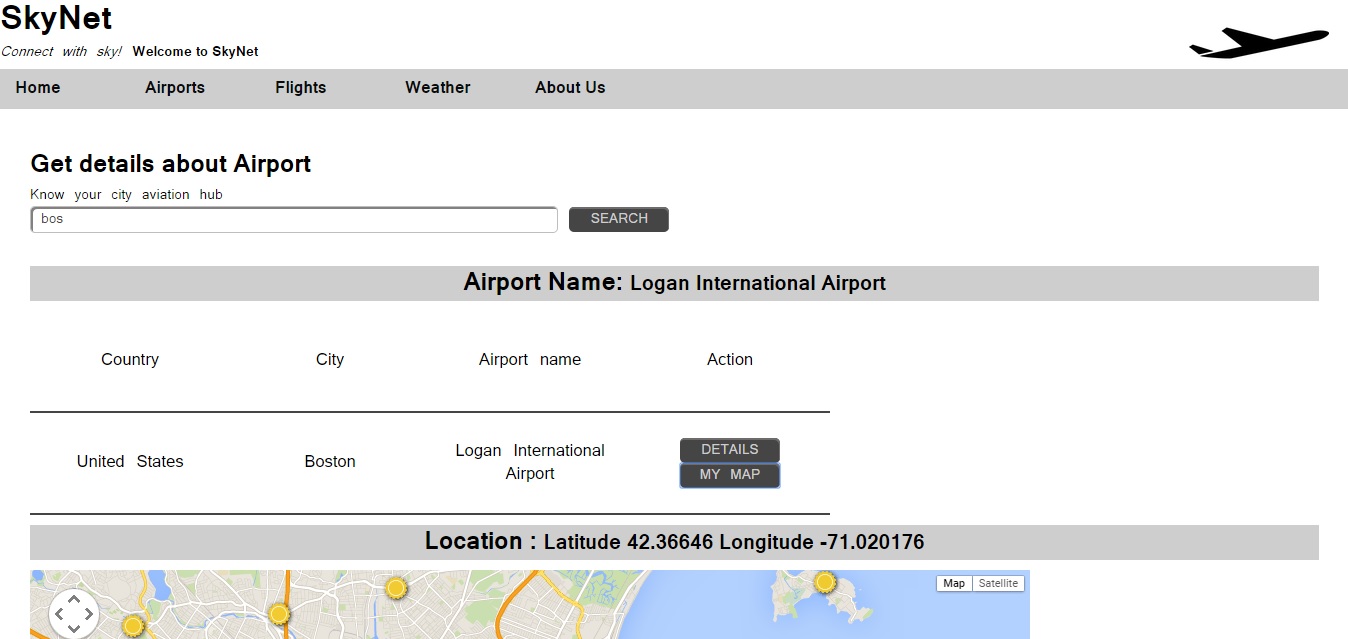 SkyNet
Connect with sky! Welcome to SkyNet
Home Airports Flights Weather About Us
Get details about Airport
Know your city aviation hub
bos SEARCH
Airport Name: Logan International Airport
Country City Airport name Action
United States Boston Logan International
Airport DETAILS
MY MAP
Location : Latitude 42.36646 Longitude -71.020176
Map Satellite